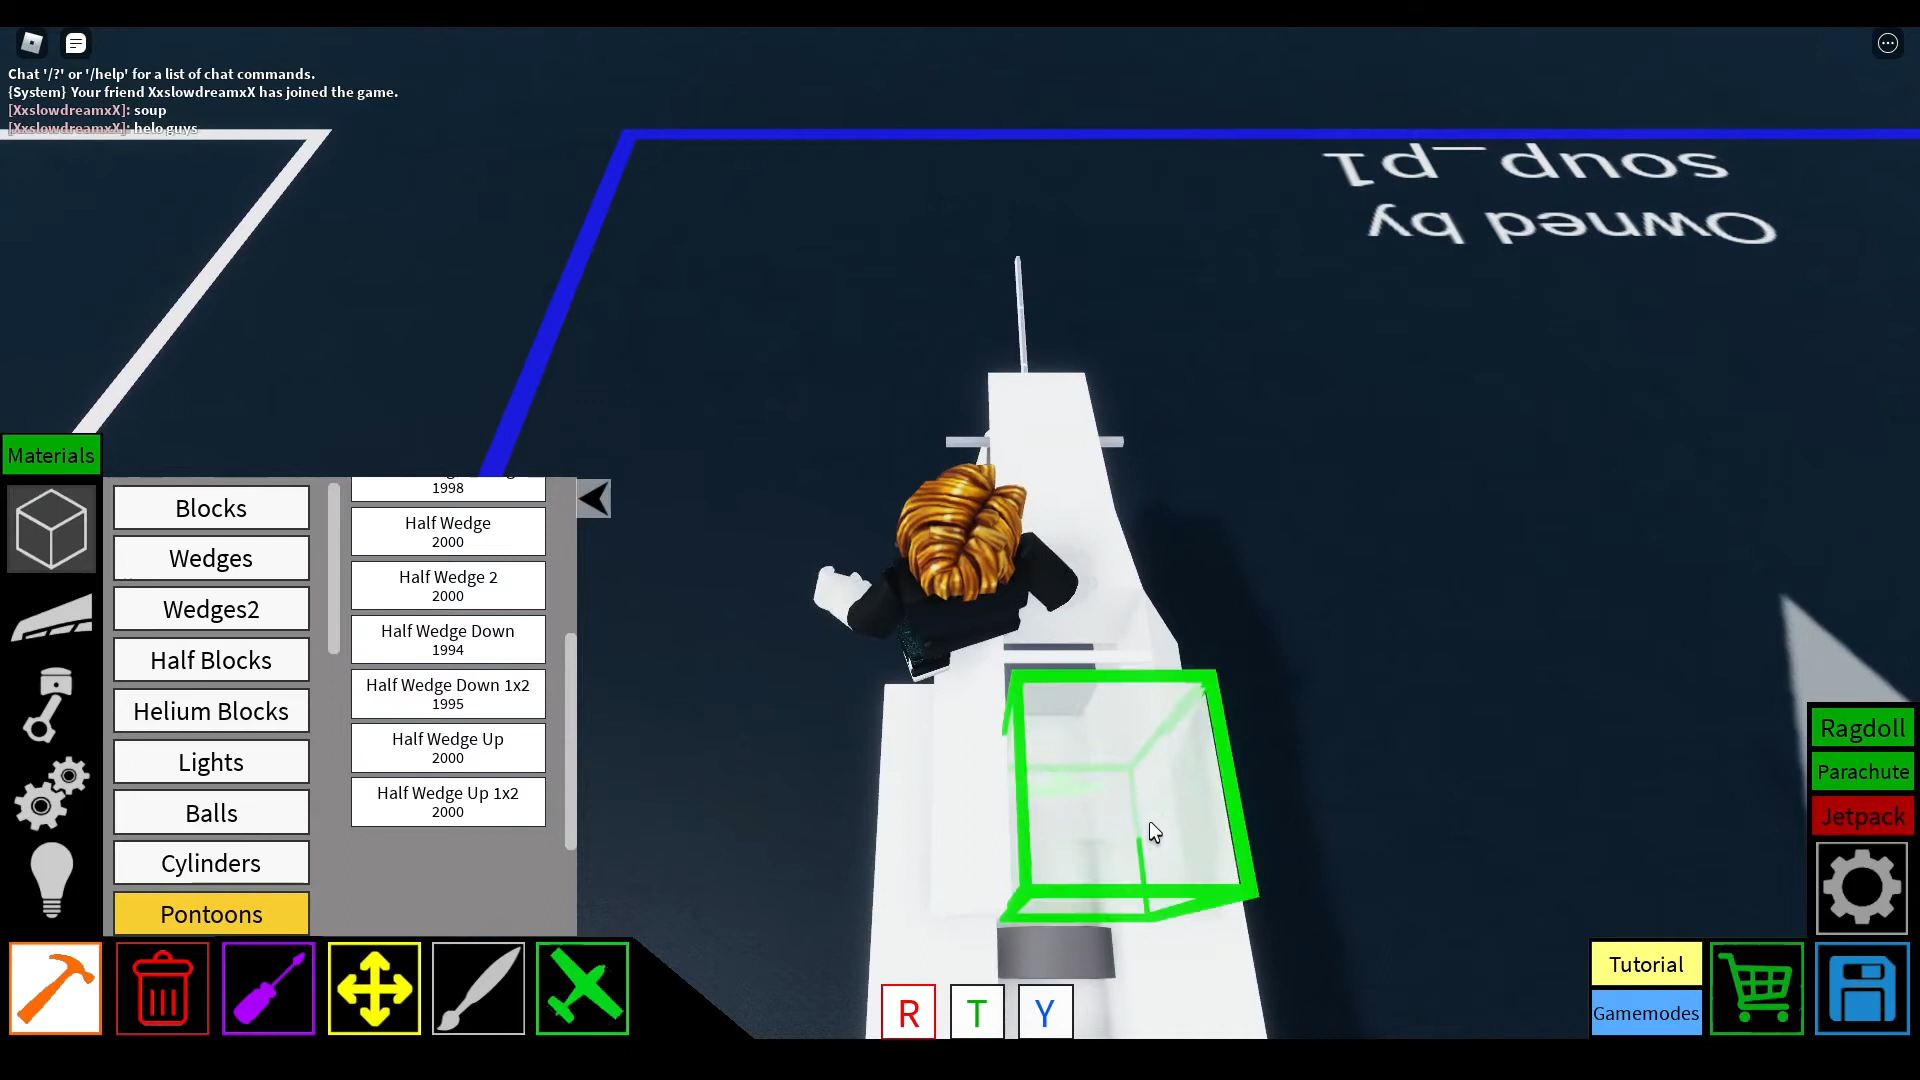 Chat '/?' or '/help' for a list of chat commands.
{System} Your friend XxslowdreamxX has joined the game.
[XxslowdreamxX]: soup
[XxslowdreamxX]: helo guys
Owned by
soup_p1
Materials
Blocks
Wedges
Wedges2
Half Blocks
Helium Blocks
Lights
Balls
Cylinders
Pontoons
1998
Half Wedge
2000
Half Wedge 2
2000
Half Wedge Down
1994
Half Wedge Down 1x2
1995
Half Wedge Up
2000
Half Wedge Up 1x2
2000
R T Y
Ragdoll
Parachute
Jetpack
Tutorial
Gamemodes